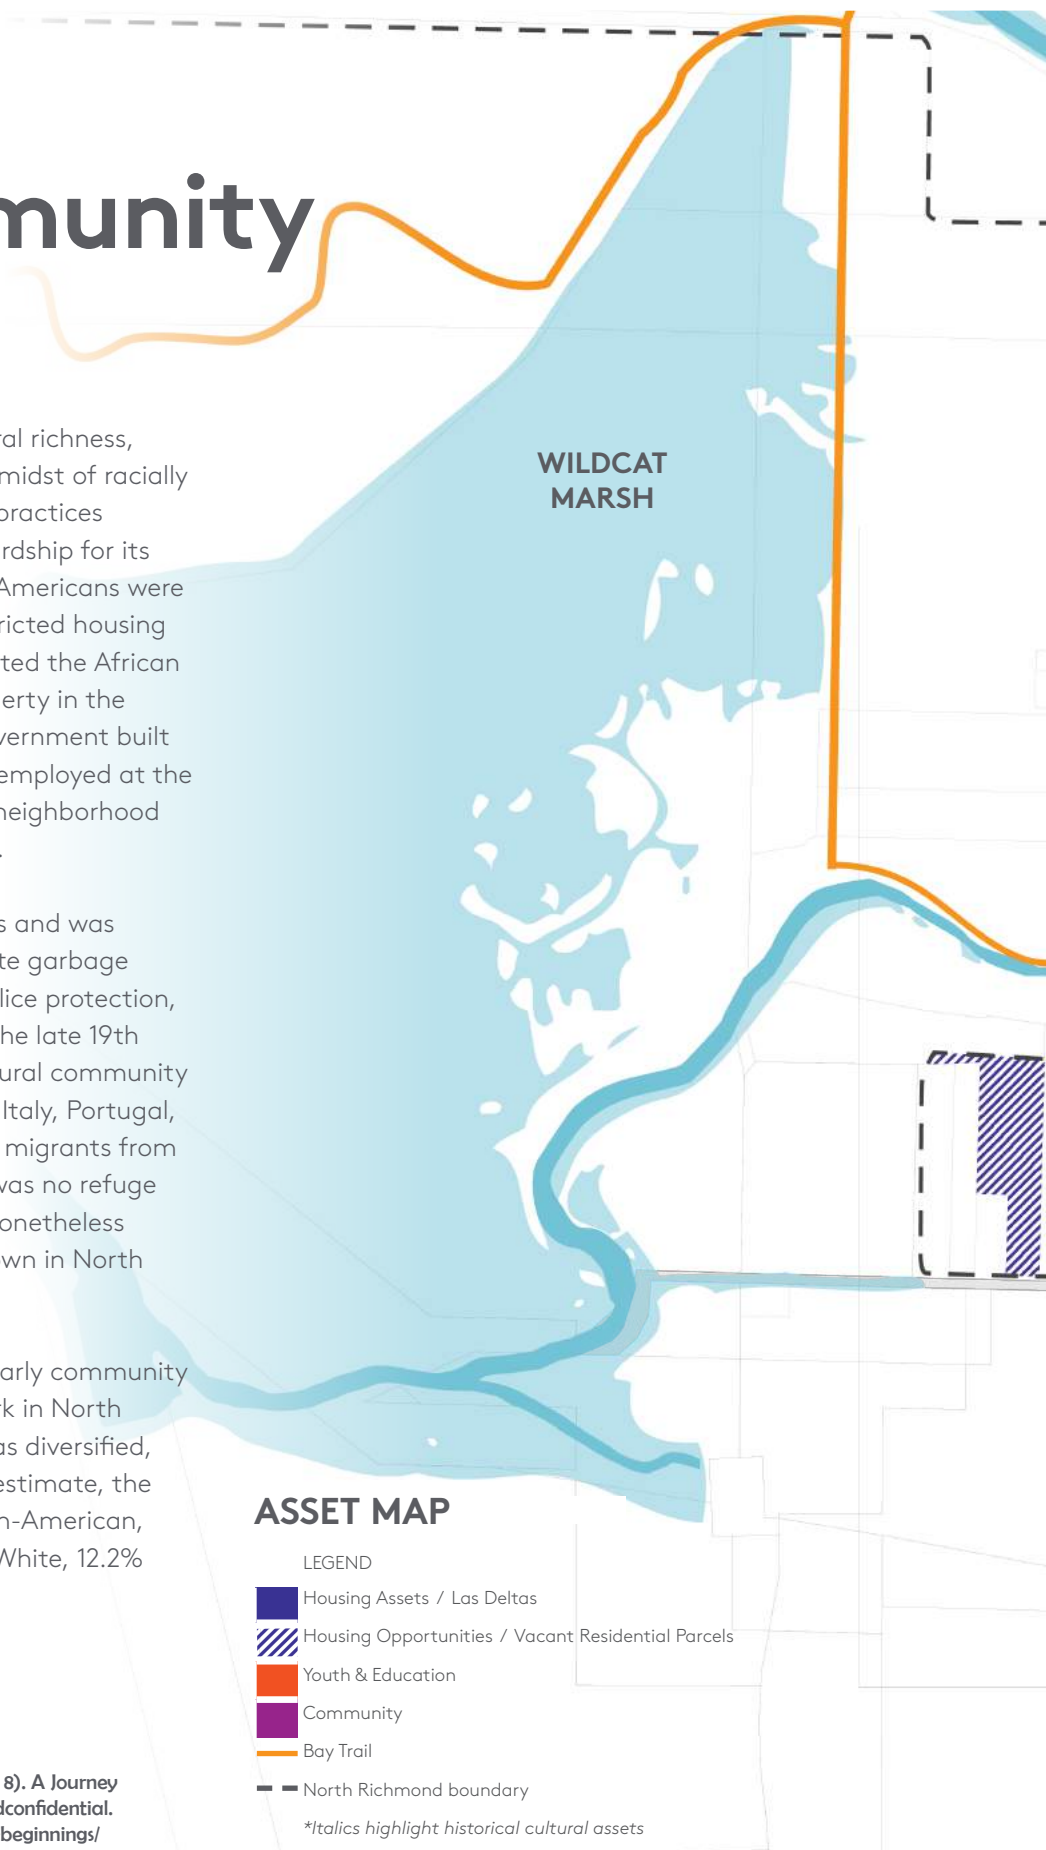 munity
ral richness,
midst of racially
practices
rdship for its
Americans were
ricted housing
ted the African
erty in the
vernment built
employed at the
neighborhood
.
s and was
te garbage
lice protection,
he late 19th
ural community
Italy, Portugal,
migrants from
was no refuge
onetheless
own in North
arly community
rk in North
as diversified,
estimate, the
n-American,
White, 12.2%
8). A Journey
dconfidential.
beginnings/
WILDCAT
MARSH
ASSET MAP
LEGEND
Housing Assets / Las Deltas
Housing Opportunities / Vacant Residential Parcels
Youth & Education
Community
Bay Trail
North Richmond boundary
*Italics highlight historical cultural assets